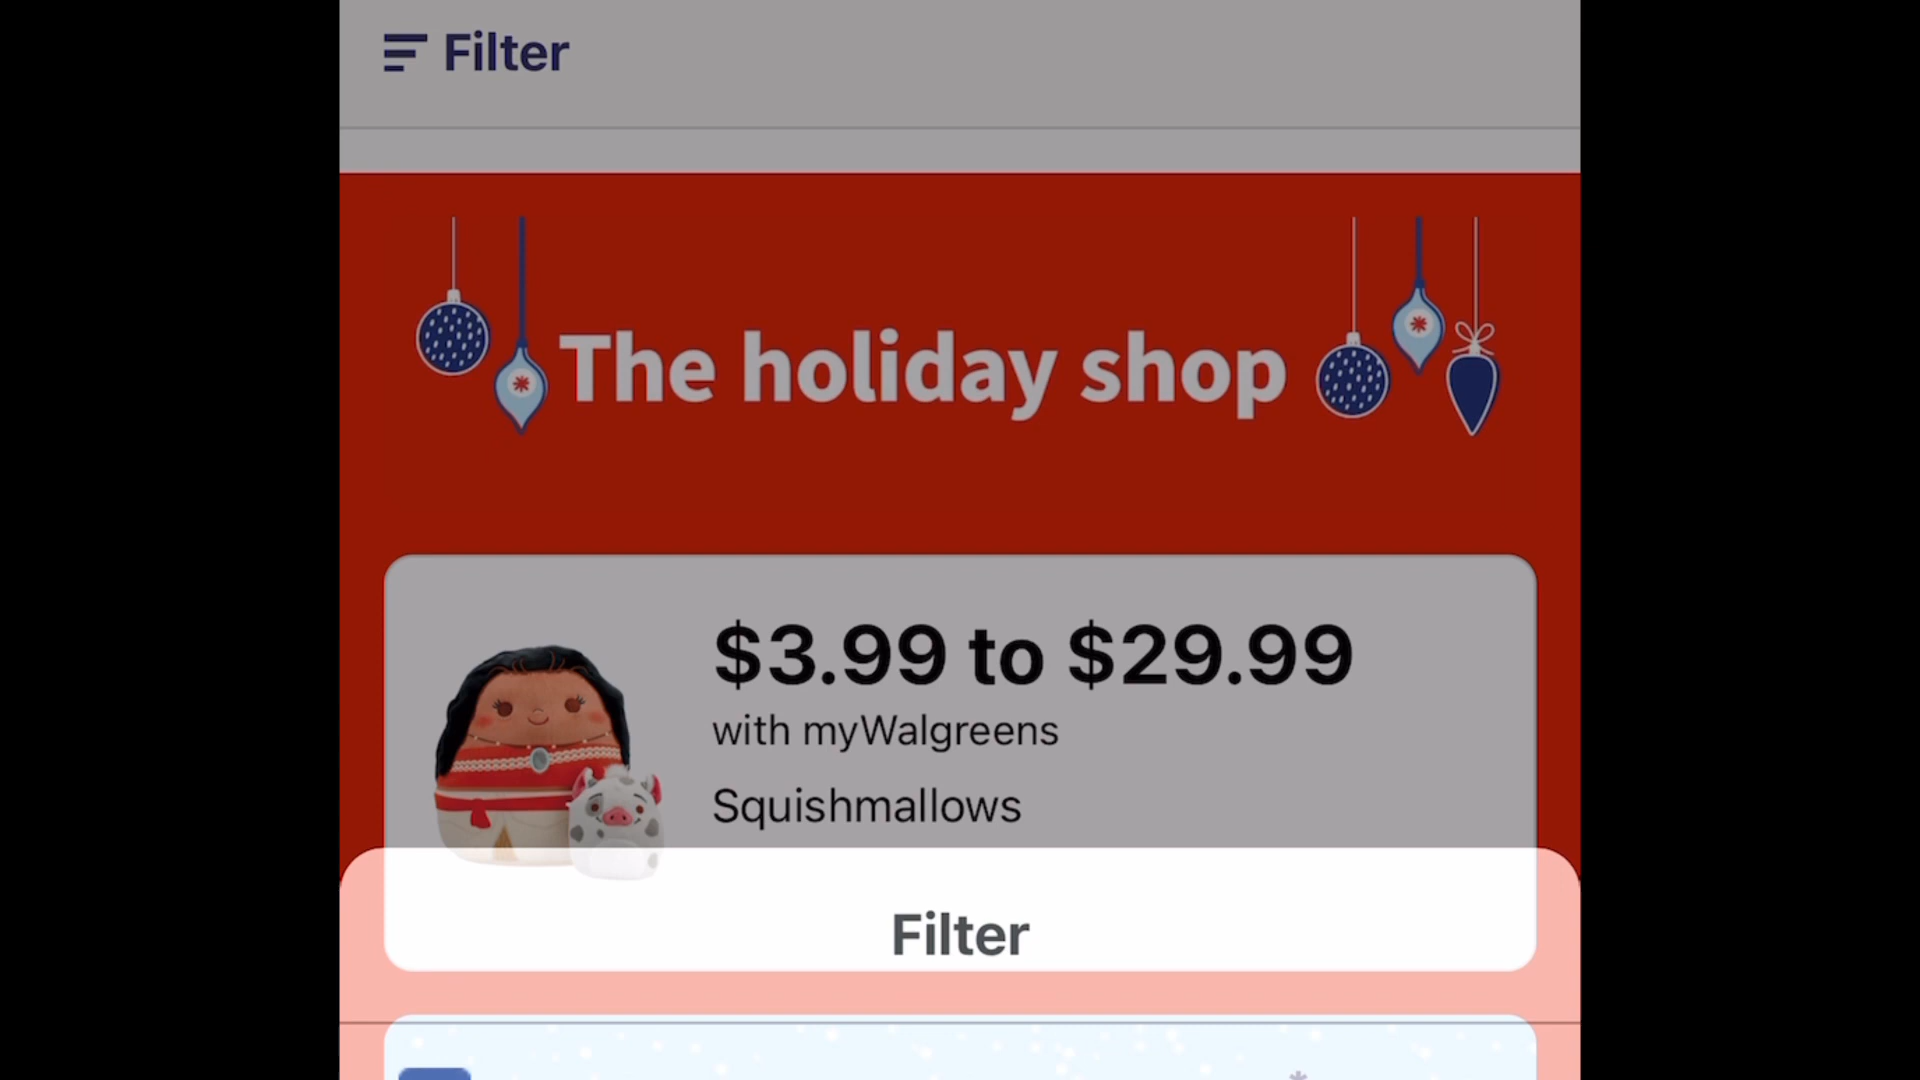 Filter
The holiday shop
$3.99 to $29.99
with myWalgreens
Squishmallows
Filter